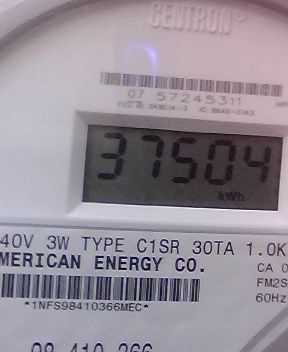 CENTRON®
07 57245311
37504
kWh
40V 3W TYPE C1SR 30TA 1.0K
MERICAN ENERGY CO.
CA 0
FM2S
60Hz
*1NFS98410366MEC*
98 410 366